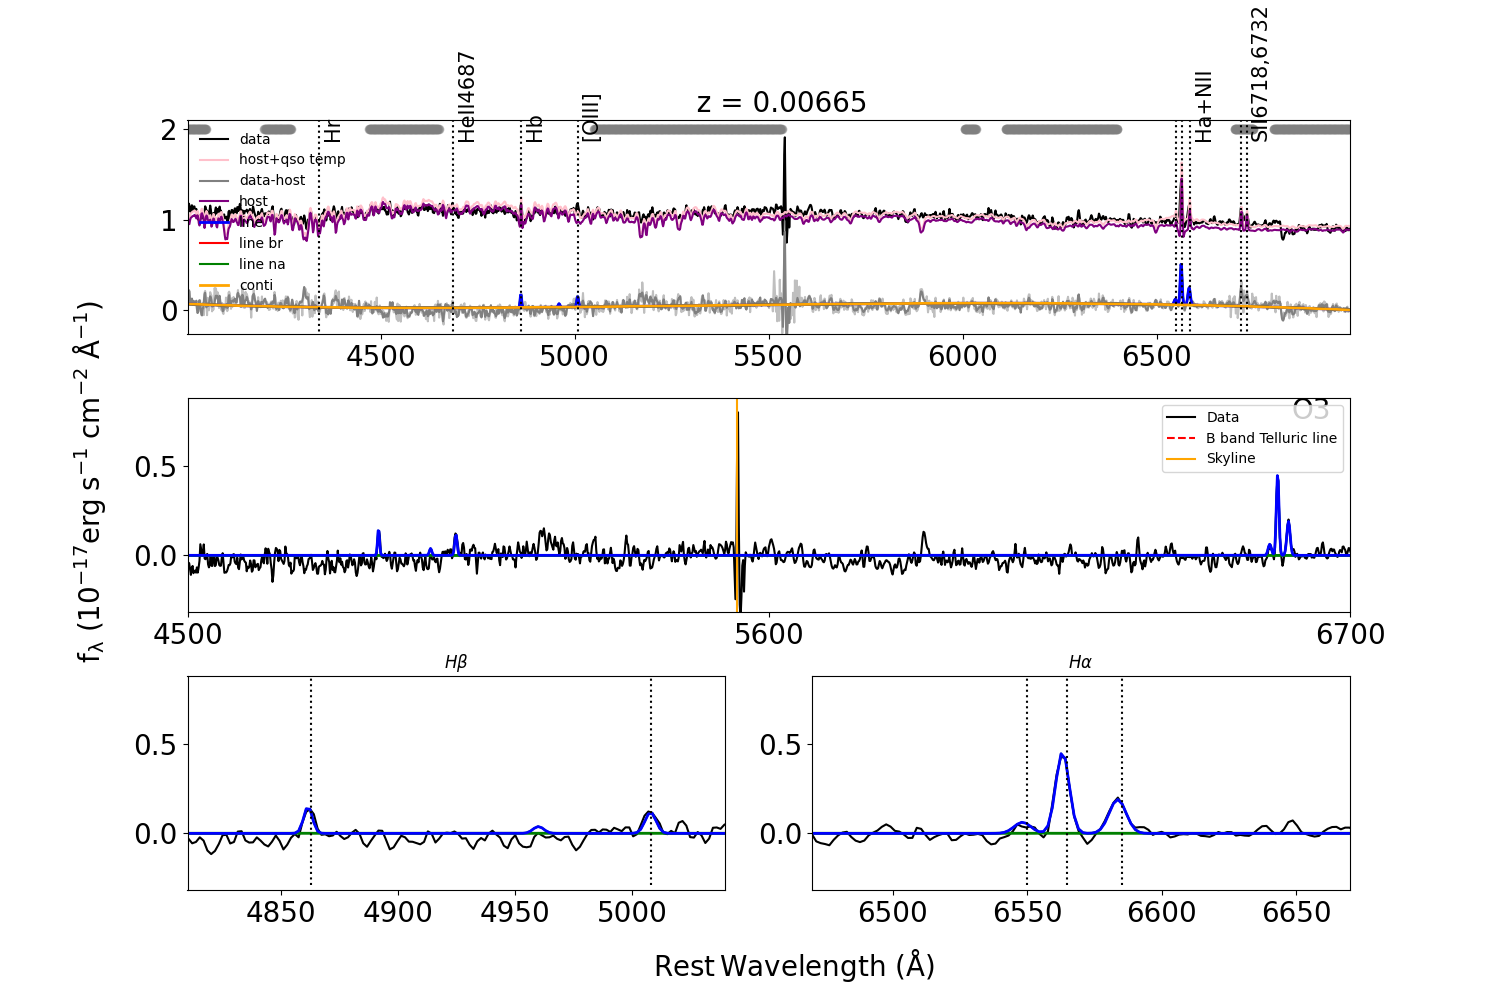 z = 0.00665
Hr
HeII4687
Hb
[OIII]
Ha+NII
SII6718,6732
data
host+qso temp
data-host
host
line
line br
line na
conti
2
1
0
4500 5000 5500 6000 6500
O3
Data
B band Telluric line
Skyline
0.5
0.0
4500 5600 6700
fλ (10−17erg s−1 cm−2 Å−1)
Hβ
0.5
0.0
4850 4900 4950 5000
Hα
0.5
0.0
6500 6550 6600 6650
Rest Wavelength (Å)